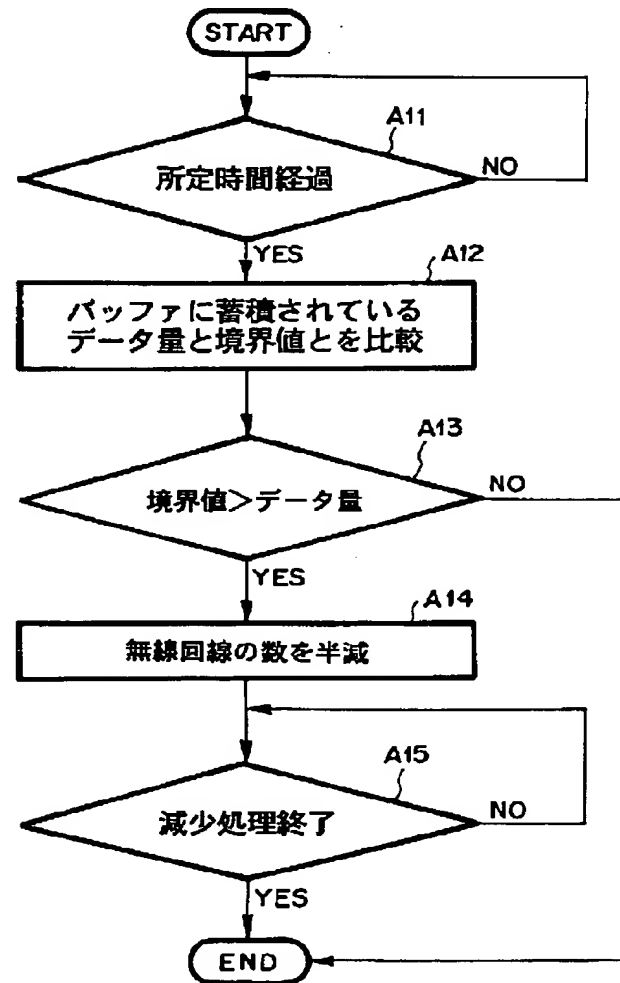 START
A11
所定時間経過
NO
YES
A12
バッファに蓄積されている
データ量と境界値とを比較
A13
境界値>データ量
NO
YES
A14
無線回線の数を半減
A15
減少処理終了
NO
YES
END